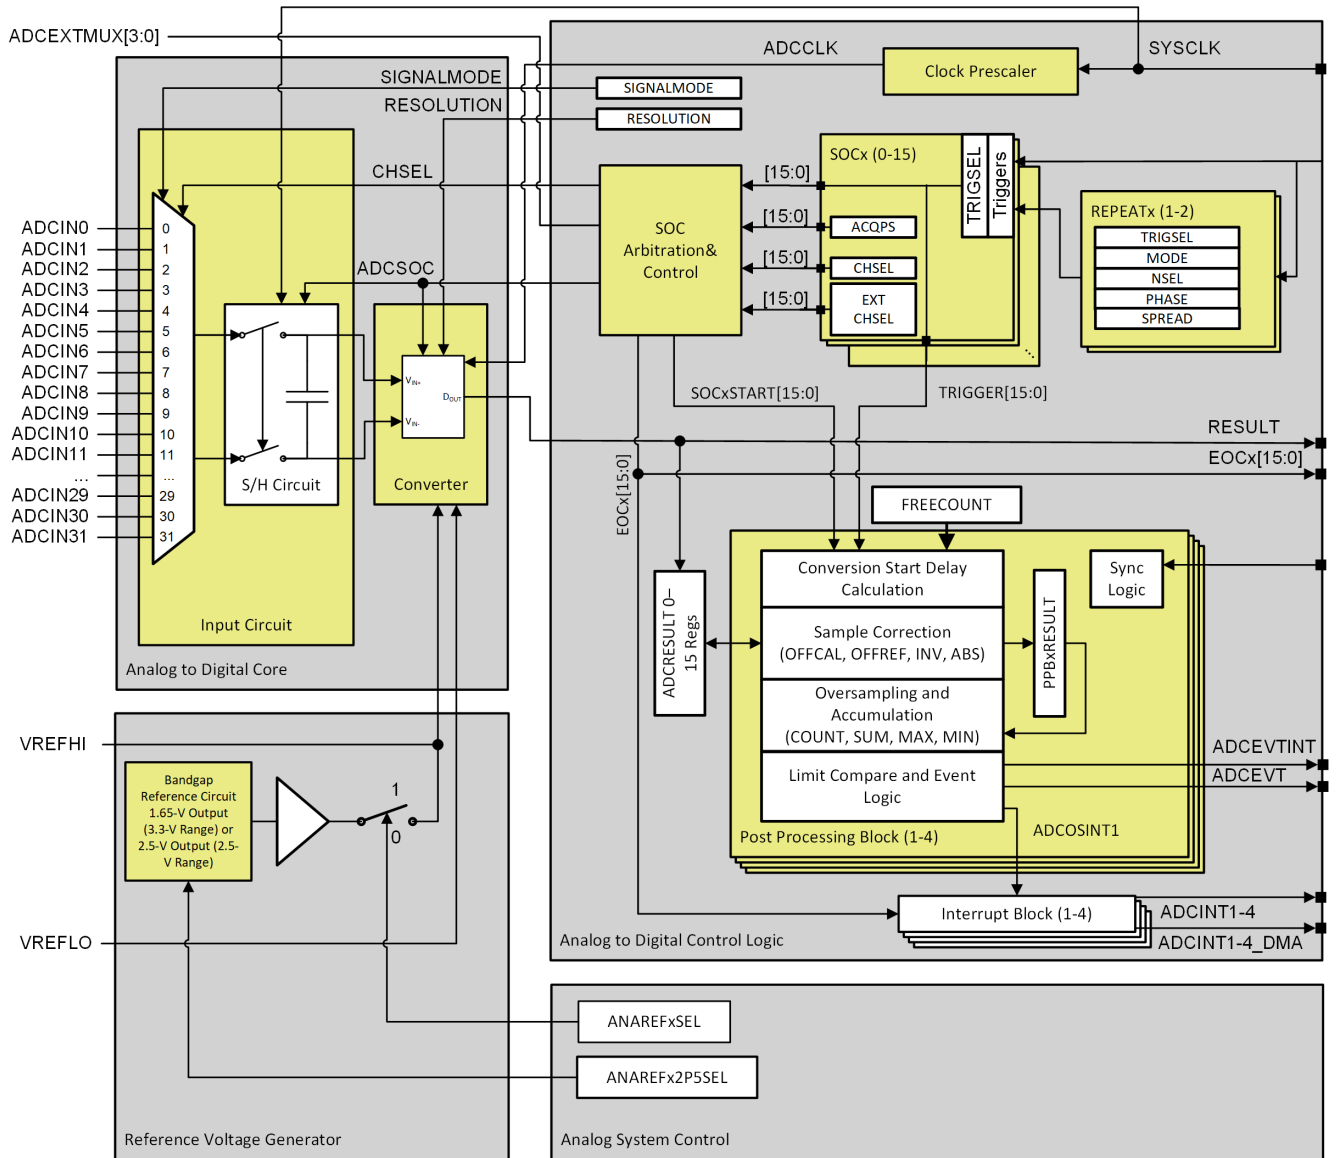 ADCEXTMUX[3:0]
ADCCLK
SYSCLK
Clock Prescaler
SIGNALMODE
SIGNALMODE
RESOLUTION
RESOLUTION
CHSEL
ADCSOC
SOC
Arbitration&
Control
[15:0]
[15:0]
[15:0]
[15:0]
SOCx (0-15)
TRIGSEL
Triggers
ACQPS
CHSEL
EXT
CHSEL
...
REPEATx (1-2)
TRIGSEL
MODE
NSEL
PHASE
SPREAD
ADCIN0
ADCIN1
ADCIN2
ADCIN3
ADCIN4
ADCIN5
ADCIN6
ADCIN7
ADCIN8
ADCIN9
ADCIN10
ADCIN11
...
ADCIN29
ADCIN30
ADCIN31
0
1
2
3
4
5
6
7
8
9
10
11
...
29
30
31
S/H Circuit
Input Circuit
VIN+
VIN-
DOUT
Converter
Analog to Digital Core
SOCxSTART[15:0]
TRIGGER[15:0]
RESULT
EOCx[15:0]
EOCx[15:0]
FREECOUNT
Conversion Start Delay
Calculation
Sample Correction
(OFFCAL, OFFREF, INV, ABS)
Oversampling and
Accumulation
(COUNT, SUM, MAX, MIN)
Limit Compare and Event
Logic
Post Processing Block (1-4)
ADCRESULT 0–
15 Regs
PPBxRESULT
Sync
Logic
ADCEVTINT
ADCEVT
ADCOSINT1
Interrupt Block (1-4)
ADCINT1-4
ADCINT1-4_DMA
Analog to Digital Control Logic
VREFHI
Bandgap
Reference Circuit
1.65-V Output
(3.3-V Range) or
2.5-V Output (2.5-
V Range)
1
0
VREFLO
Reference Voltage Generator
ANAREFxSEL
ANAREFx2P5SEL
Analog System Control